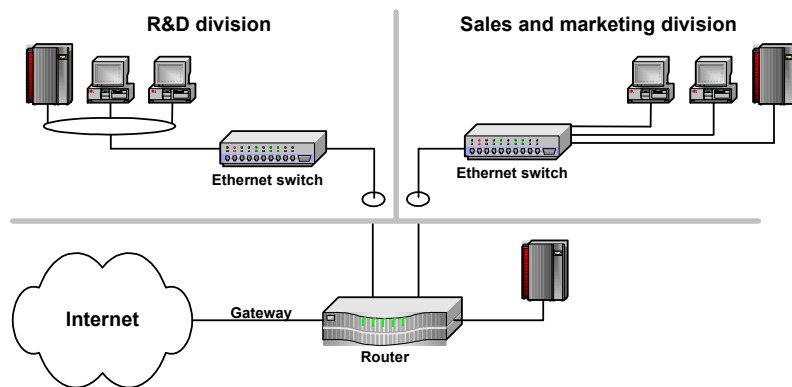 R&D division
Sales and marketing division
Ethernet switch
Ethernet switch
Internet
Gateway
Router